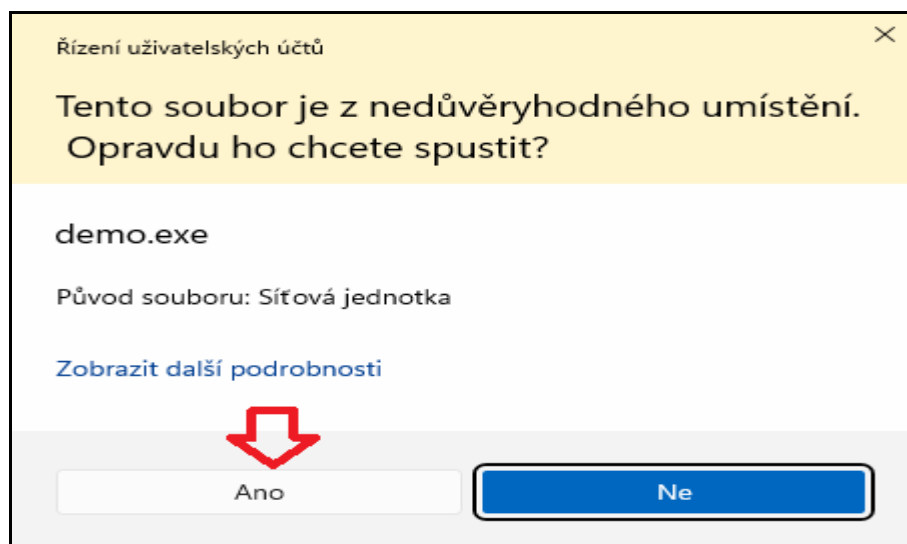 Řízení uživatelských účtů
Tento soubor je z nedůvěryhodného umístění.
Opravdu ho chcete spustit?
demo.exe
Původ souboru: Síťová jednotka
Zobrazit další podrobnosti
Ano
Ne